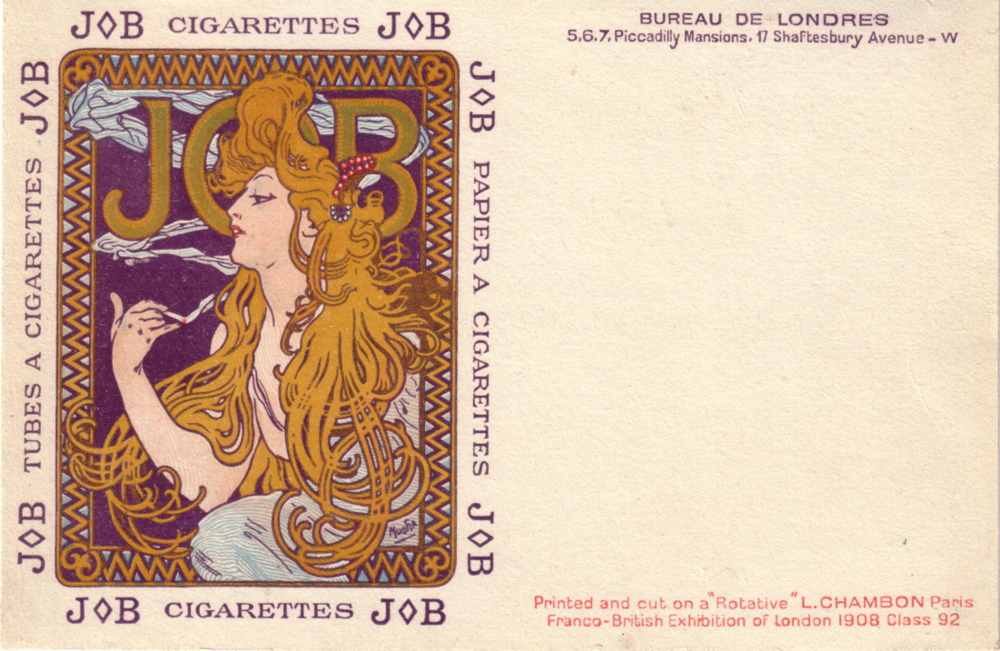 J◊B CIGARETTES J◊B
J◊B TUBES A CIGARETTES J◊B
JOB
Mucha
J◊B PAPIER A CIGARETTES J◊B
J◊B CIGARETTES J◊B
BUREAU DE LONDRES
5.6.7. Piccadilly Mansions. 17 Shaftesbury Avenue - W
Printed and cut on a "Rotative" L. CHAMBON Paris
Franco-British Exhibition of London 1908 Class 92